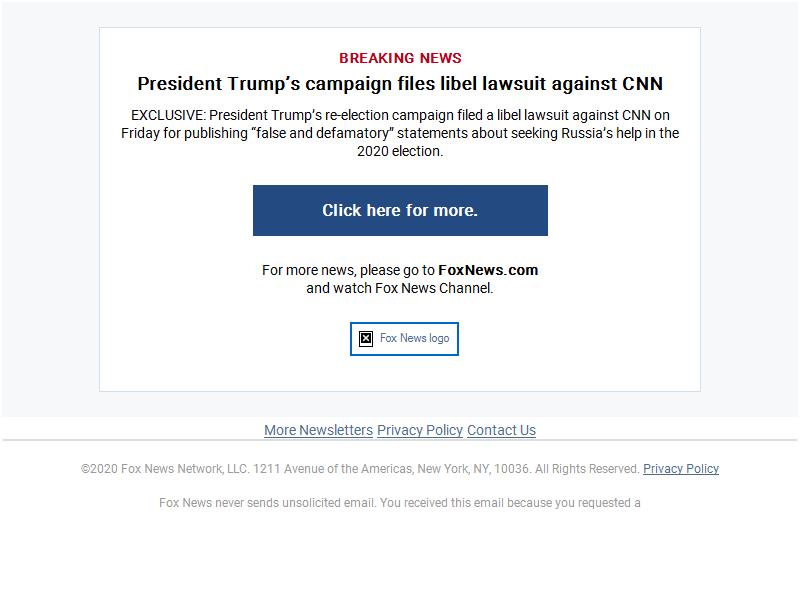 BREAKING NEWS
President Trump’s campaign files libel lawsuit against CNN
EXCLUSIVE: President Trump’s re-election campaign filed a libel lawsuit against CNN on
Friday for publishing “false and defamatory” statements about seeking Russia’s help in the
2020 election.
Click here for more.
For more news, please go to FoxNews.com
and watch Fox News Channel.
Fox News logo
More Newsletters Privacy Policy Contact Us
©2020 Fox News Network, LLC. 1211 Avenue of the Americas, New York, NY, 10036. All Rights Reserved. Privacy Policy
Fox News never sends unsolicited email. You received this email because you requested a